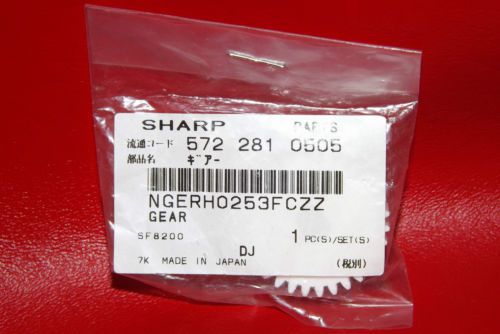 SHARP PARTS
流通コード 572 281 0505
部品名 ギアー
NGERH0253FCZZ
GEAR
SF8200 1 PC(S)/SET(S)
DJ
7K MADE IN JAPAN (税別)